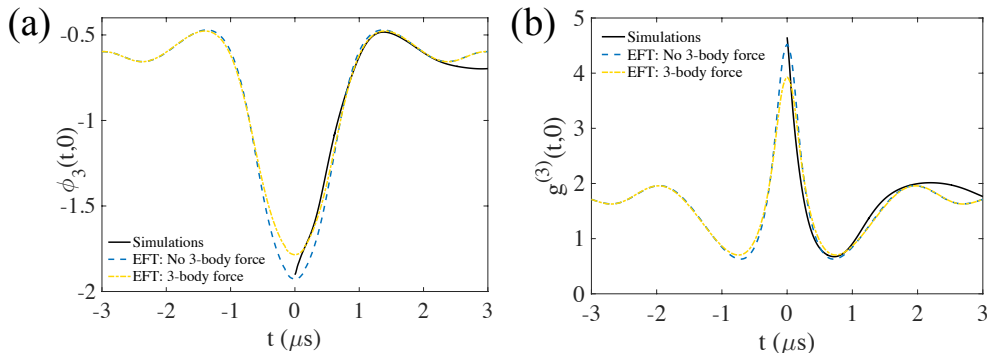 (a)
-0.5
-1
-1.5
-2
ϕ₃(t,0)
Simulations
EFT: No 3-body force
EFT: 3-body force
-3 -2 -1 0 1 2 3
t (μs)
(b)
5
4
3
2
1
0
g⁽³⁾(t,0)
Simulations
EFT: No 3-body force
EFT: 3-body force
-3 -2 -1 0 1 2 3
t (μs)